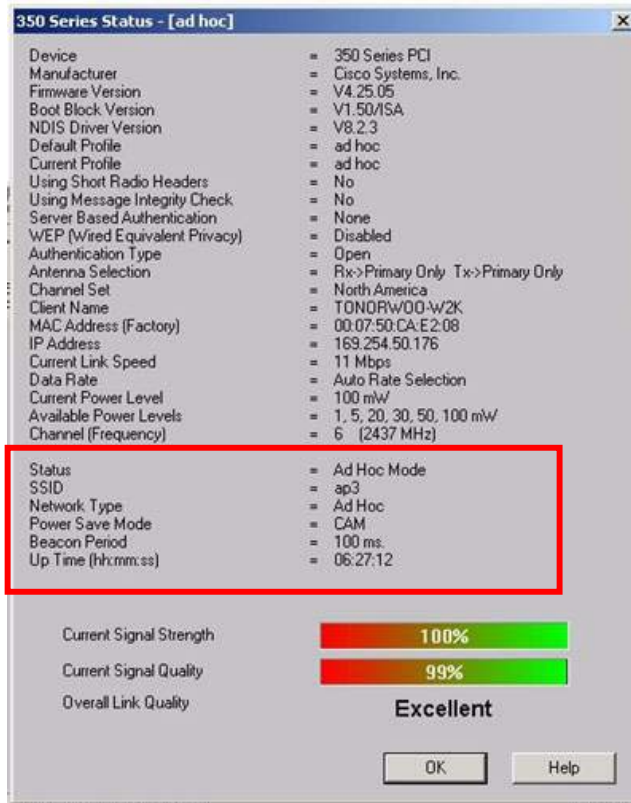 350 Series Status - [ad hoc]
Device = 350 Series PCI
Manufacturer = Cisco Systems, Inc.
Firmware Version = V4.25.05
Boot Block Version = V1.50/ISA
NDIS Driver Version = V8.2.3
Default Profile = ad hoc
Current Profile = ad hoc
Using Short Radio Headers = No
Using Message Integrity Check = No
Server Based Authentication = None
WEP (Wired Equivalent Privacy) = Disabled
Authentication Type = Open
Antenna Selection = Rx->Primary Only Tx->Primary Only
Channel Set = North America
Client Name = TONORWOO-W2K
MAC Address (Factory) = 00:07:50:CA:E2:08
IP Address = 169.254.50.176
Current Link Speed = 11 Mbps
Data Rate = Auto Rate Selection
Current Power Level = 100 mW
Available Power Levels = 1, 5, 20, 30, 50, 100 mW
Channel (Frequency) = 6 (2437 MHz)
Status = Ad Hoc Mode
SSID = ap3
Network Type = Ad Hoc
Power Save Mode = CAM
Beacon Period = 100 ms.
Up Time (hh:mm:ss) = 06:27:12
Current Signal Strength 100%
Current Signal Quality 99%
Overall Link Quality Excellent
OK Help